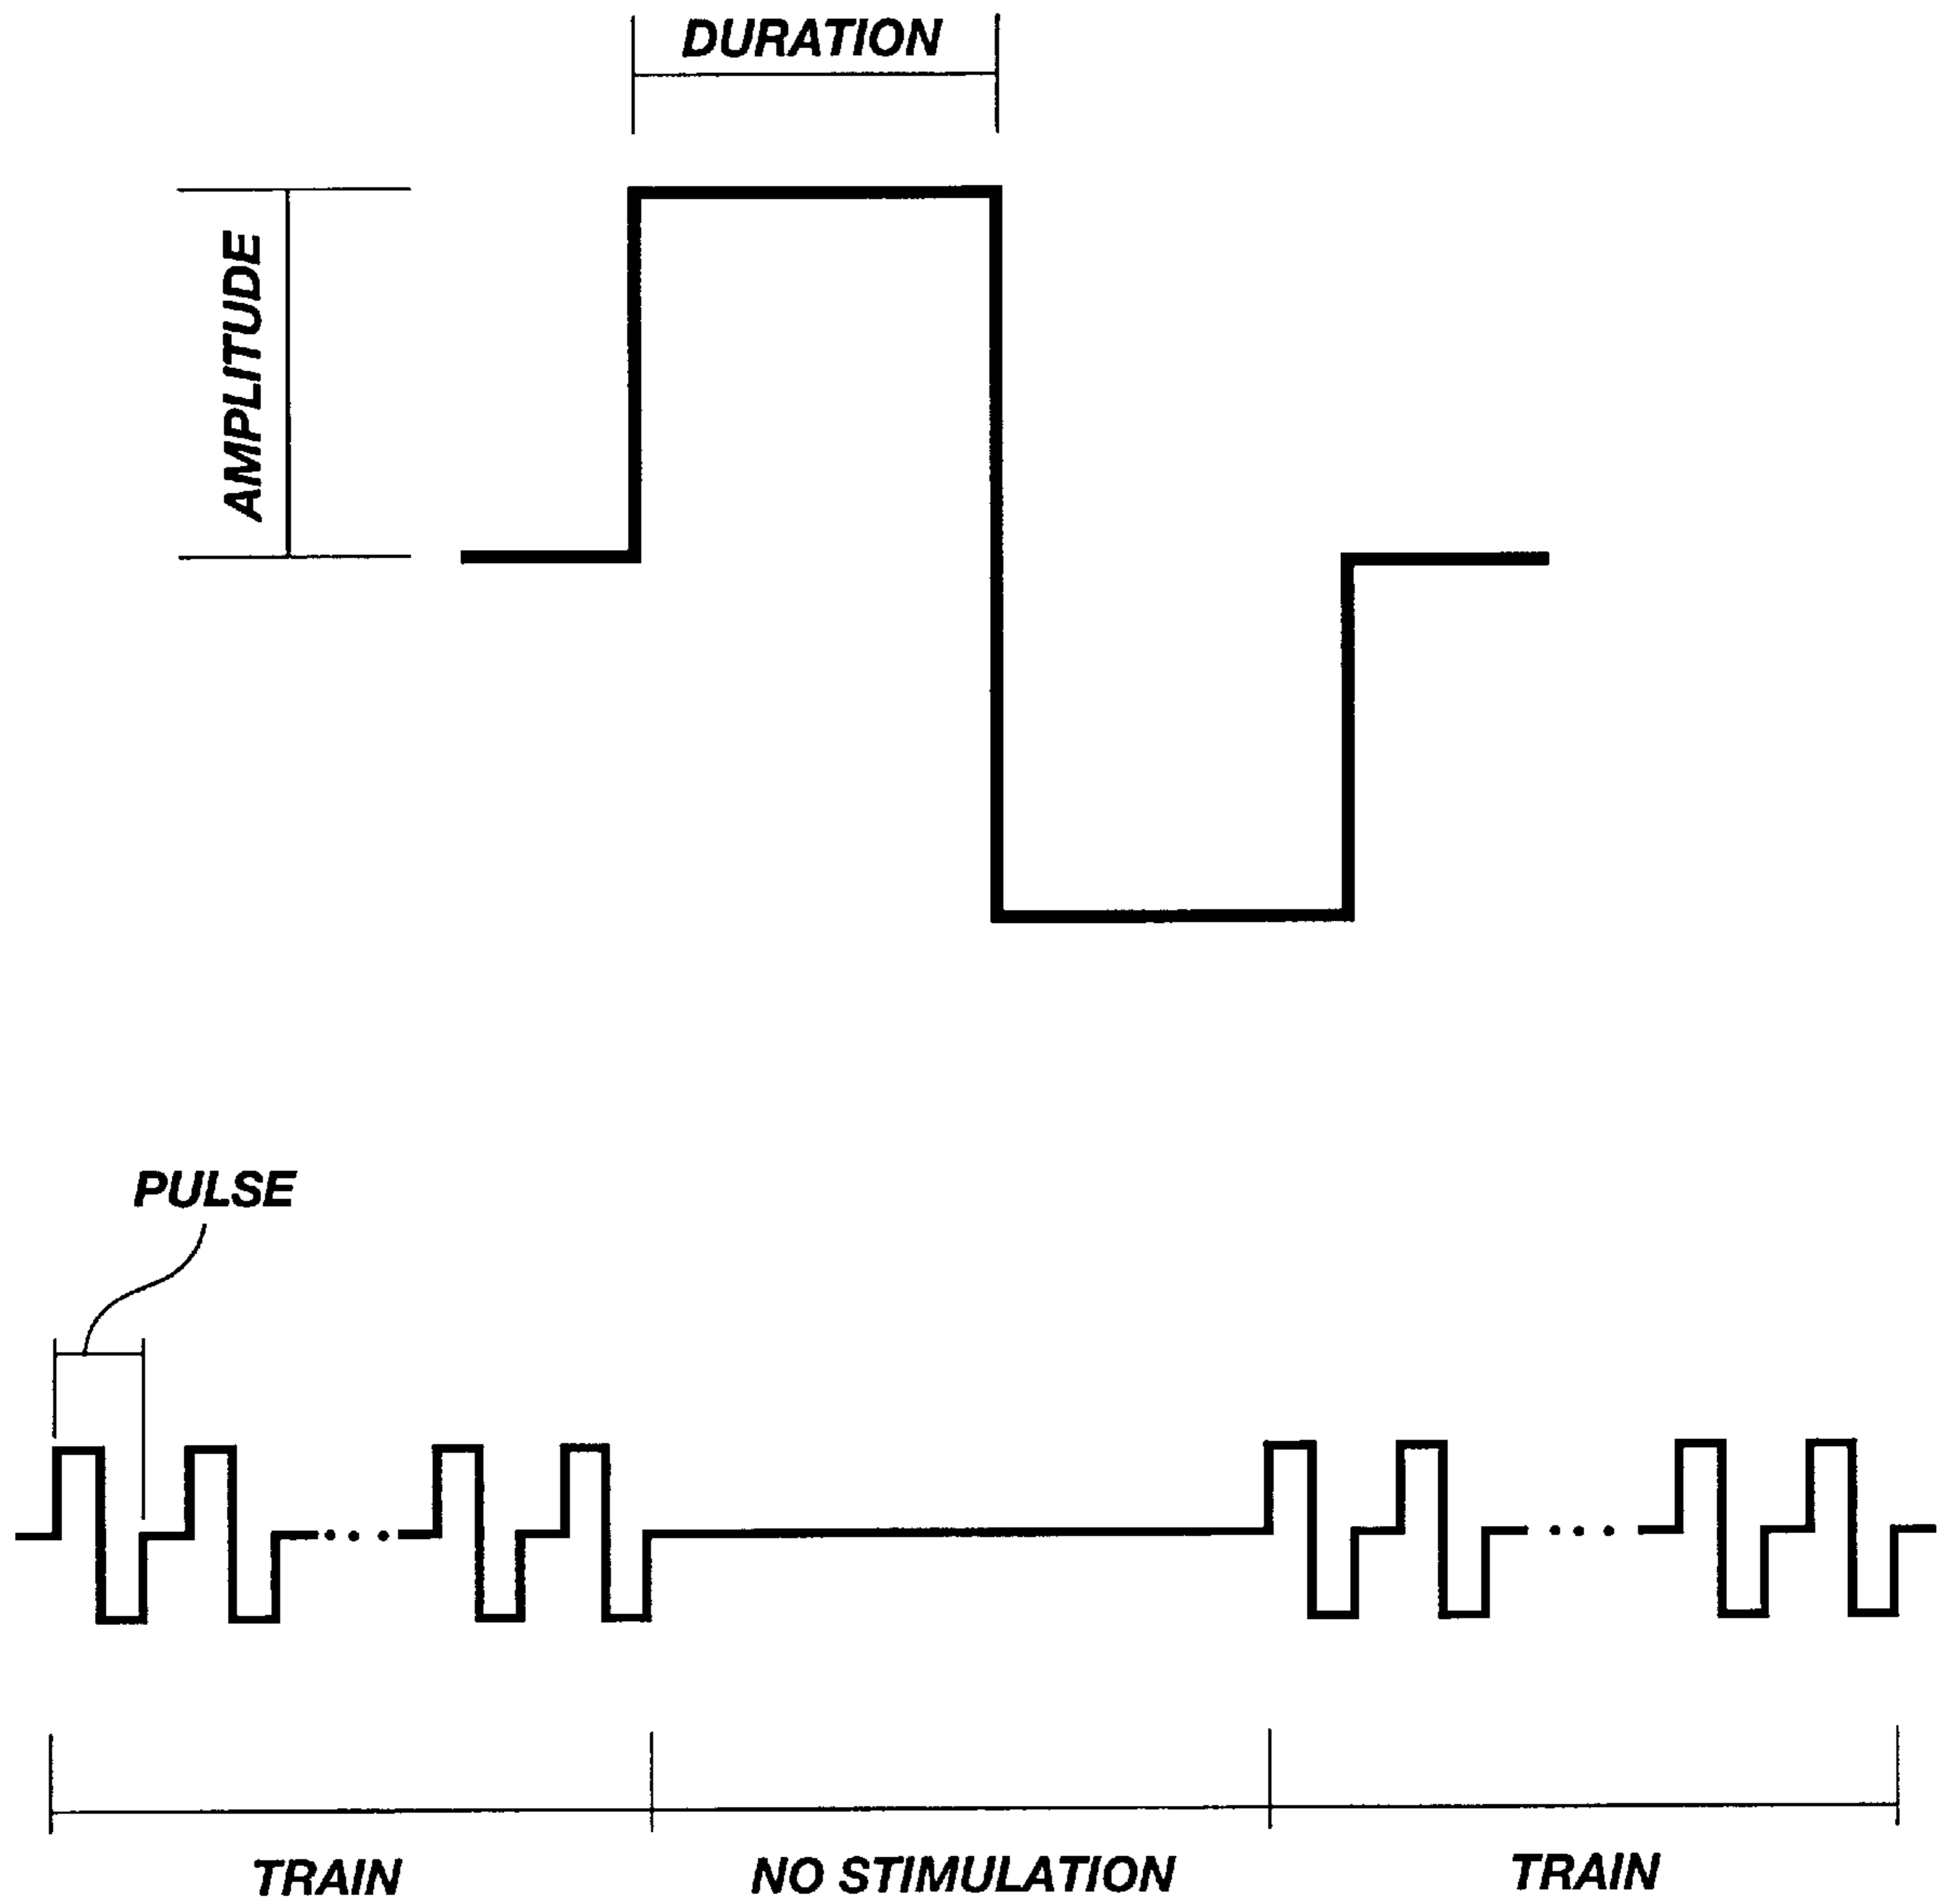 DURATION
AMPLITUDE
PULSE
TRAIN
NO STIMULATION
TRAIN